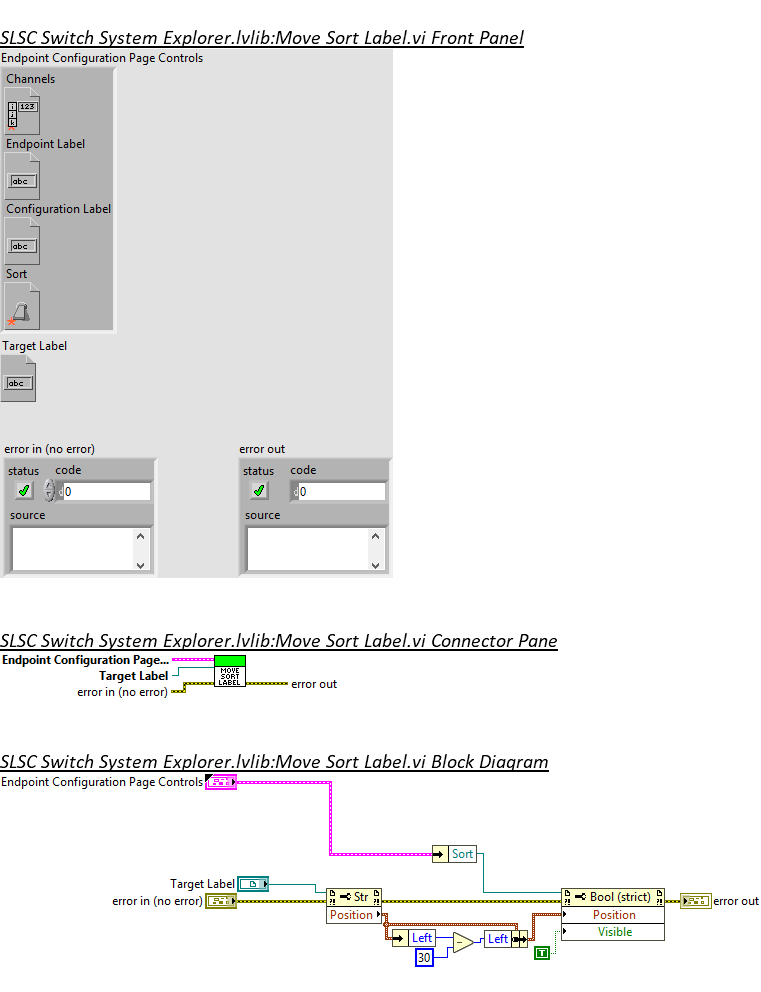 SLSC Switch System Explorer.lvlib:Move Sort Label.vi Front Panel
Endpoint Configuration Page Controls
Channels
123
i
j
k
Endpoint Label
abc
Configuration Label
abc
Sort
Target Label
abc
error in (no error)
error out
status code
0
source
status code
0
source
SLSC Switch System Explorer.lvlib:Move Sort Label.vi Connector Pane
Endpoint Configuration Page...
Target Label
error in (no error)
MOVE
SORT
LABEL
error out
SLSC Switch System Explorer.lvlib:Move Sort Label.vi Block Diagram
Endpoint Configuration Page Controls
Sort
Target Label
error in (no error)
Str
Position
Left
30
Left
Bool (strict)
Position
Visible
T
error out